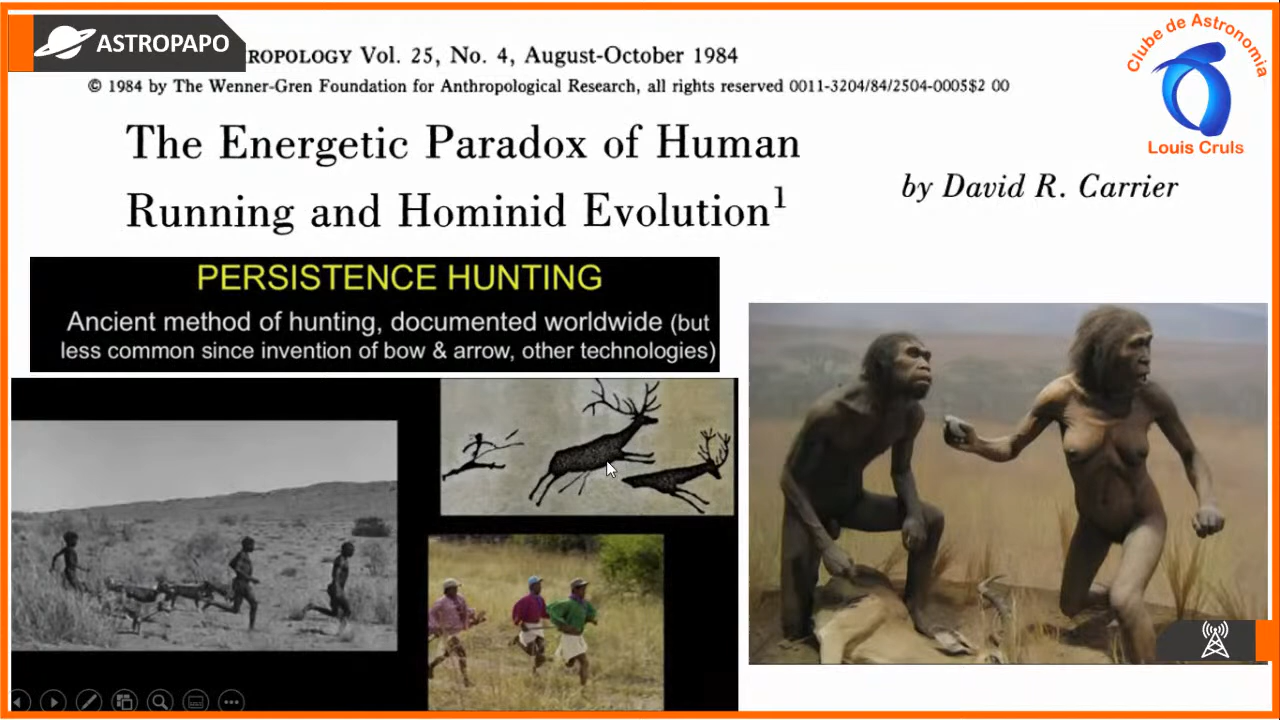 ASTROPAPO
ROPOLOGY Vol. 25, No. 4, August-October 1984
© 1984 by The Wenner-Gren Foundation for Anthropological Research, all rights reserved 0011-3204/84/2504-0005$2 00
The Energetic Paradox of Human
Running and Hominid Evolution¹
by David R. Carrier
Clube de Astronomia
Louis Cruls
PERSISTENCE HUNTING
Ancient method of hunting, documented worldwide (but
less common since invention of bow & arrow, other technologies)